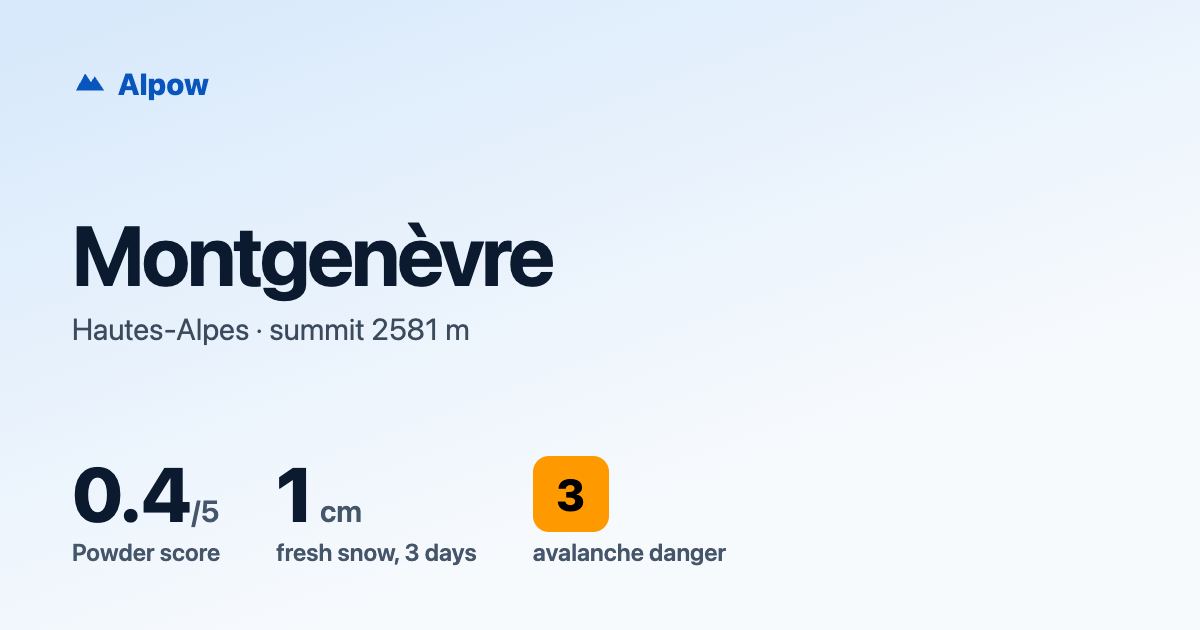 Alpow
Montgenèvre
Hautes-Alpes · summit 2581 m
0.4/5 1 cm 3
Powder score fresh snow, 3 days avalanche danger